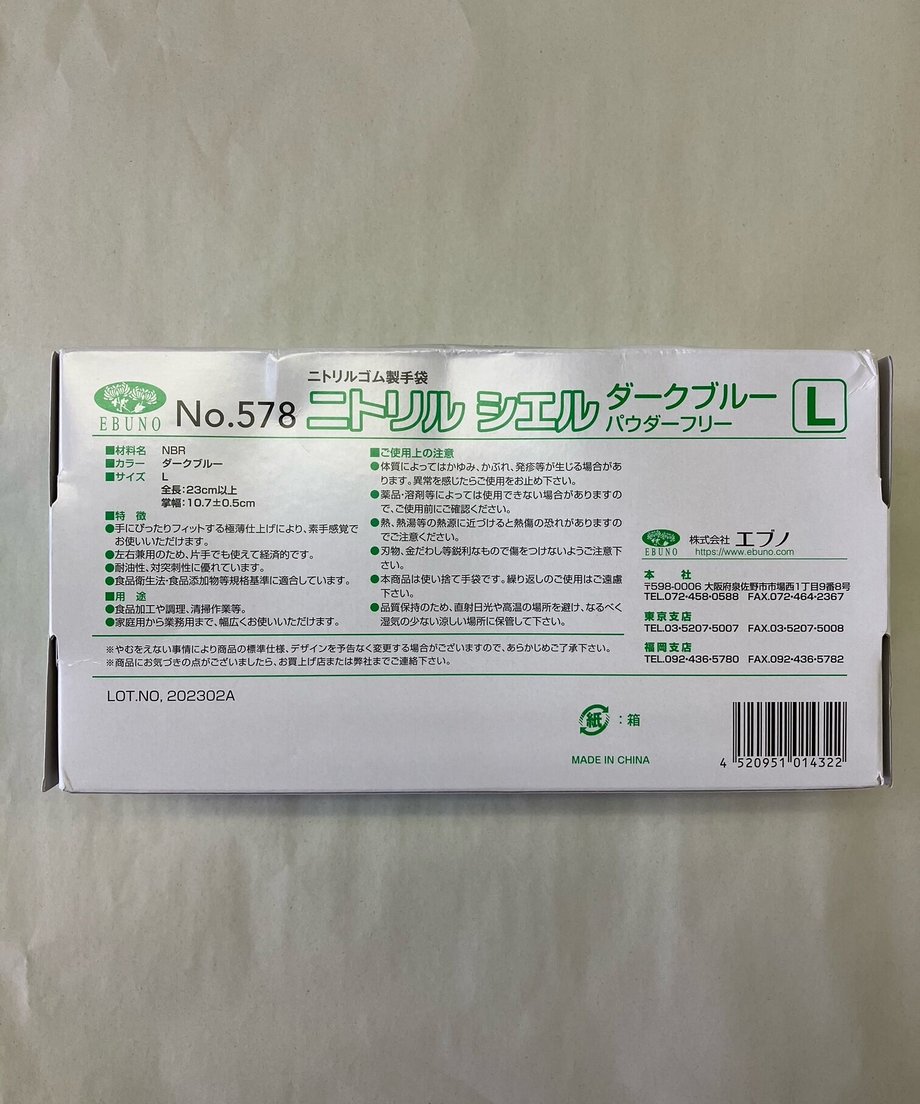 ニトリルゴム製手袋
EBUNO
No.578 ニトリル シエル ダークブルー パウダーフリー L
■材料名 NBR
■カラー ダークブルー
■サイズ L
全長：23cm以上
掌幅：10.7±0.5cm
■特 徴
●手にぴったりフィットする極薄仕上げにより、素手感覚で
お使いいただけます。
●左右兼用のため、片手でも使えて経済的です。
●耐油性、対突刺性に優れています。
●食品衛生法・食品添加物等規格基準に適合しています。
■用 途
●食品加工や調理、清掃作業等。
●家庭用から業務用まで、幅広くお使いいただけます。
■ご使用上の注意
●体質によってはかゆみ、かぶれ、発疹等が生じる場合があ
ります。異常を感じたらご使用をお止め下さい。
●薬品・溶剤等によっては使用できない場合がありますの
で、ご使用前にご確認ください。
●熱、熱湯等の熱源に近づけると熱傷の恐れがありますの
でご注意ください。
●刃物、金だわし等鋭利なもので傷をつけないようご注意下
さい。
●本商品は使い捨て手袋です。繰り返しのご使用はご遠慮
下さい。
●品質保持のため、直射日光や高温の場所を避け、なるべく
湿気の少ない涼しい場所に保管して下さい。
EBUNO 株式会社 エブノ
https://www.ebuno.com
本 社
〒598-0006 大阪府泉佐野市市場西1丁目9番8号
TEL.072-458-0588 FAX.072-464-2367
東京支店
TEL.03-5207-5007 FAX.03-5207-5008
福岡支店
TEL.092-436-5780 FAX.092-436-5782
※やむをえない事情により商品の標準仕様、デザインを予告なく変更する場合がございますので、あらかじめご了承下さい。
※商品にお気づきの点がございましたら、お買上げ店または弊社までご連絡下さい。
LOT.NO, 202302A
紙 ：箱
MADE IN CHINA
4 520951 014322